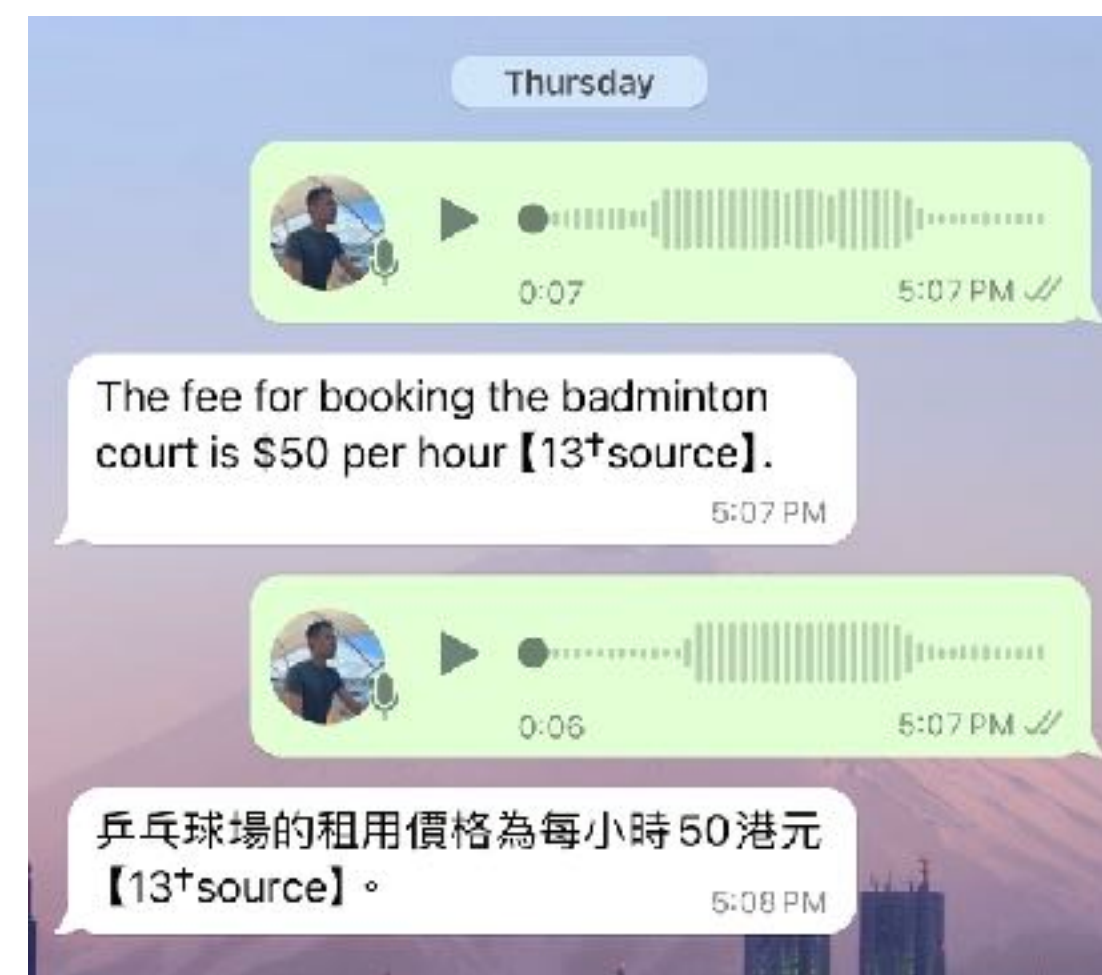 Thursday
0:07
5:07 PM
The fee for booking the badminton
court is $50 per hour【13†source】.
5:07 PM
0:06
5:07 PM
乒乓球場的租用價格為每小時50港元
【13†source】。
5:08 PM